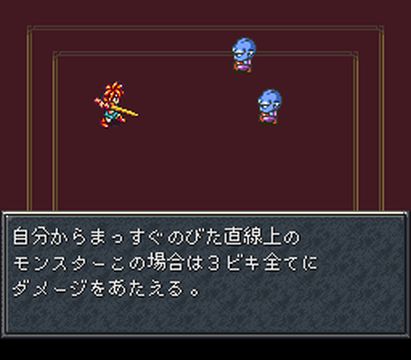 自分からまっすぐのびた直線上の
モンスターこの場合は3ビキ全てに
ダメージをあたえる。